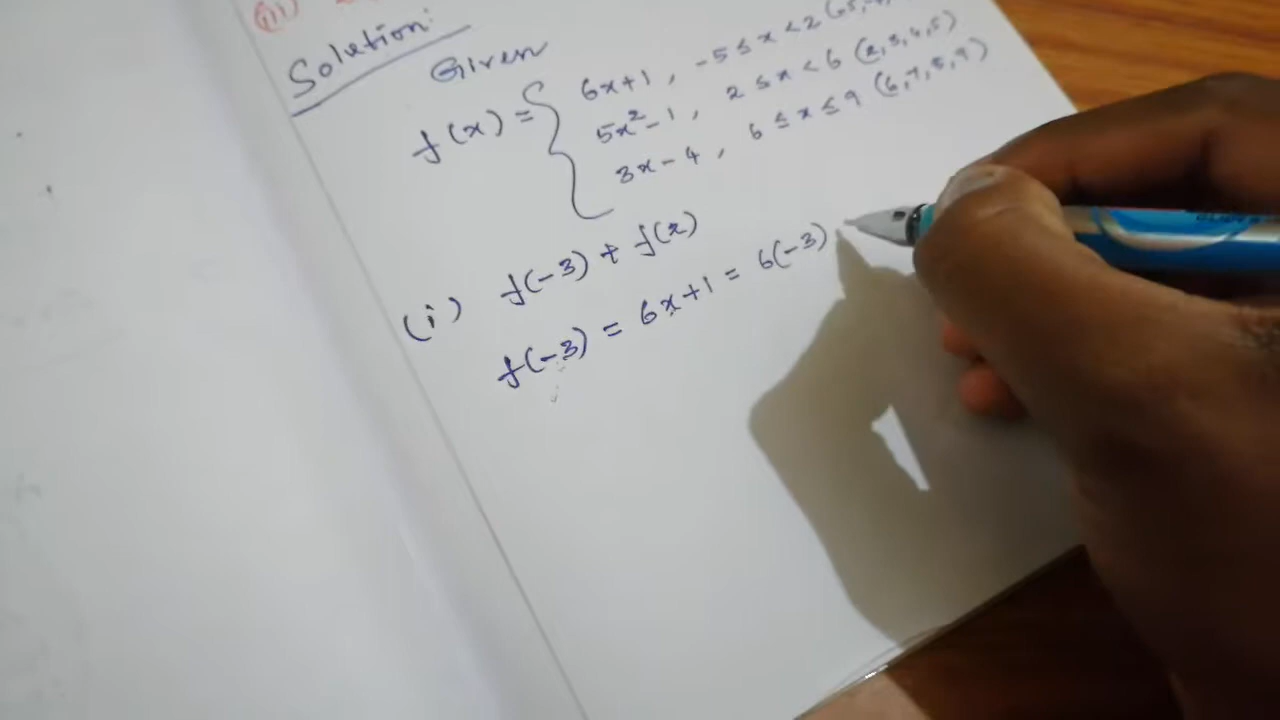 (iii)
Solution:
Given
f(x) = { 6x+1 , -5 ≤ x < 2
5x²-1 , 2 ≤ x < 6 (2,3,4,5)
3x-4 , 6 ≤ x ≤ 9 (6,7,8,9)
(i) f(-3) + f(2)
f(-3) = 6x+1 = 6(-3)